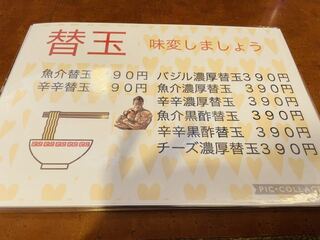 替玉 味変しましょう
魚介替玉 390円
辛辛替玉 390円
バジル濃厚替玉390円
魚介濃厚替玉390円
辛辛濃厚替玉390円
魚介黒酢替玉 390円
辛辛黒酢替玉 390円
チーズ濃厚替玉390円
PIC•COLLAGE